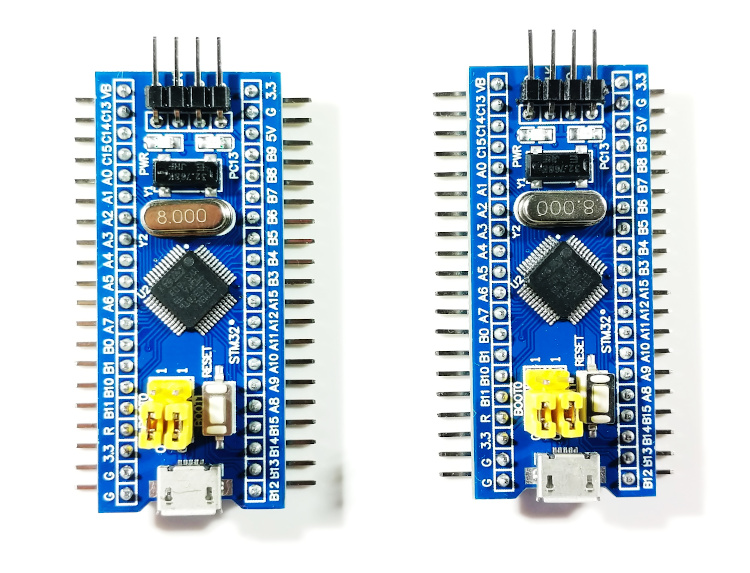 VB C13 C14 C15 A0 A1 A2 A3 A4 A5 A6 A7 B0 B1 B10 B11 R 3.3 G G
3.3 G 5V B9 B8 B7 B6 B5 B4 B3 A15 A12 A11 A10 A9 A8 B15 B14 B13 B12
PWR
PC13
Y1
8.000
Y2
U2
STM32
RESET
1 1
VB C13 C14 C15 A0 A1 A2 A3 A4 A5 A6 A7 B0 B1 B10 B11 R 3.3 G G
3.3 G 5V B9 B8 B7 B6 B5 B4 B3 A15 A12 A11 A10 A9 A8 B15 B14 B13 B12
PWR
PC13
Y1
8.000
Y2
U2
STM32
RESET
1 1
BOOT0